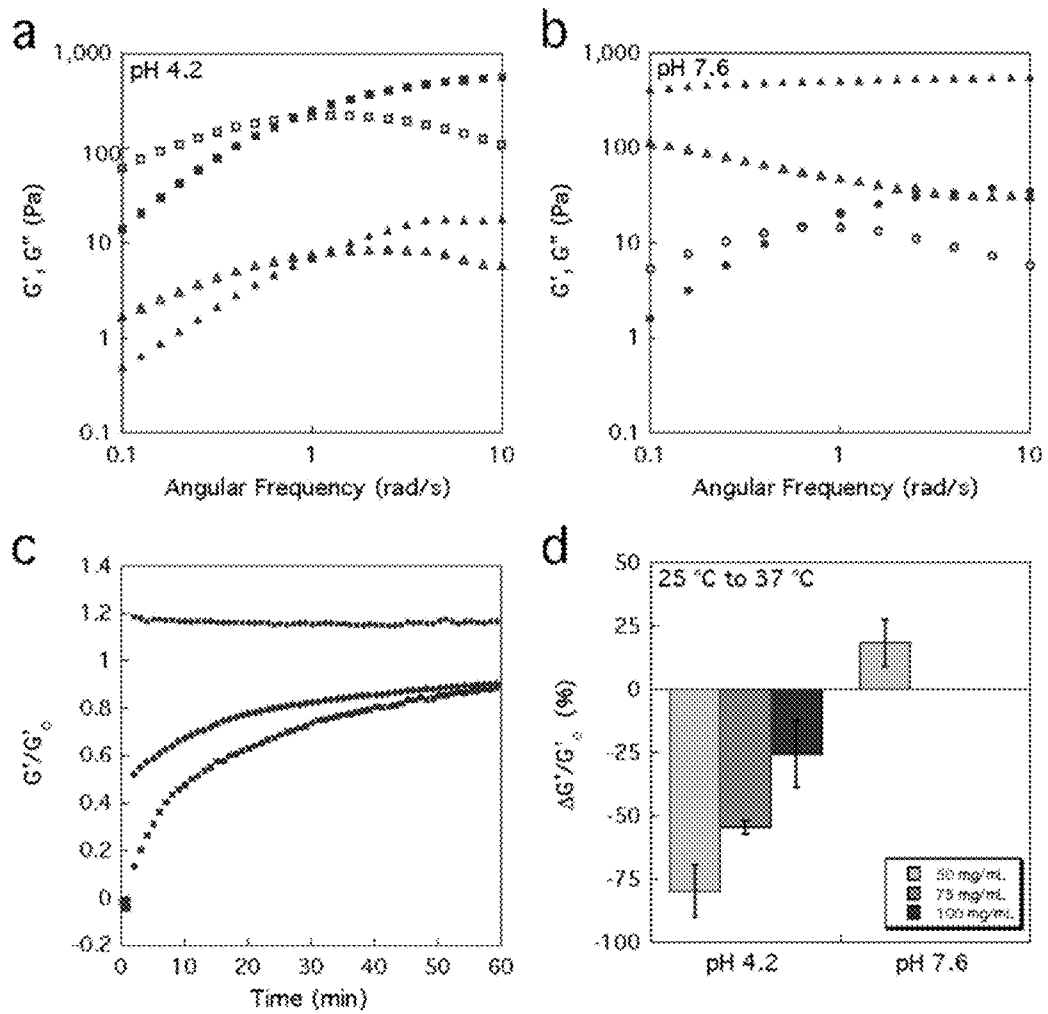 a
1,000
pH 4.2
100
10
1
0.1
G', G" (Pa)
0.1
1
10
Angular Frequency (rad/s)
b
1,000
pH 7.6
100
10
1
0.1
G', G" (Pa)
0.1
1
10
Angular Frequency (rad/s)
c
1.4
1.2
1
0.8
0.6
0.4
0.2
0
-0.2
G'/G'₀
0
10
20
30
40
50
60
Time (min)
d
50
25 °C to 37 °C
25
0
-25
-50
-75
-100
ΔG'/G'₀ (%)
50 mg/mL
75 mg/mL
100 mg/mL
pH 4.2
pH 7.6